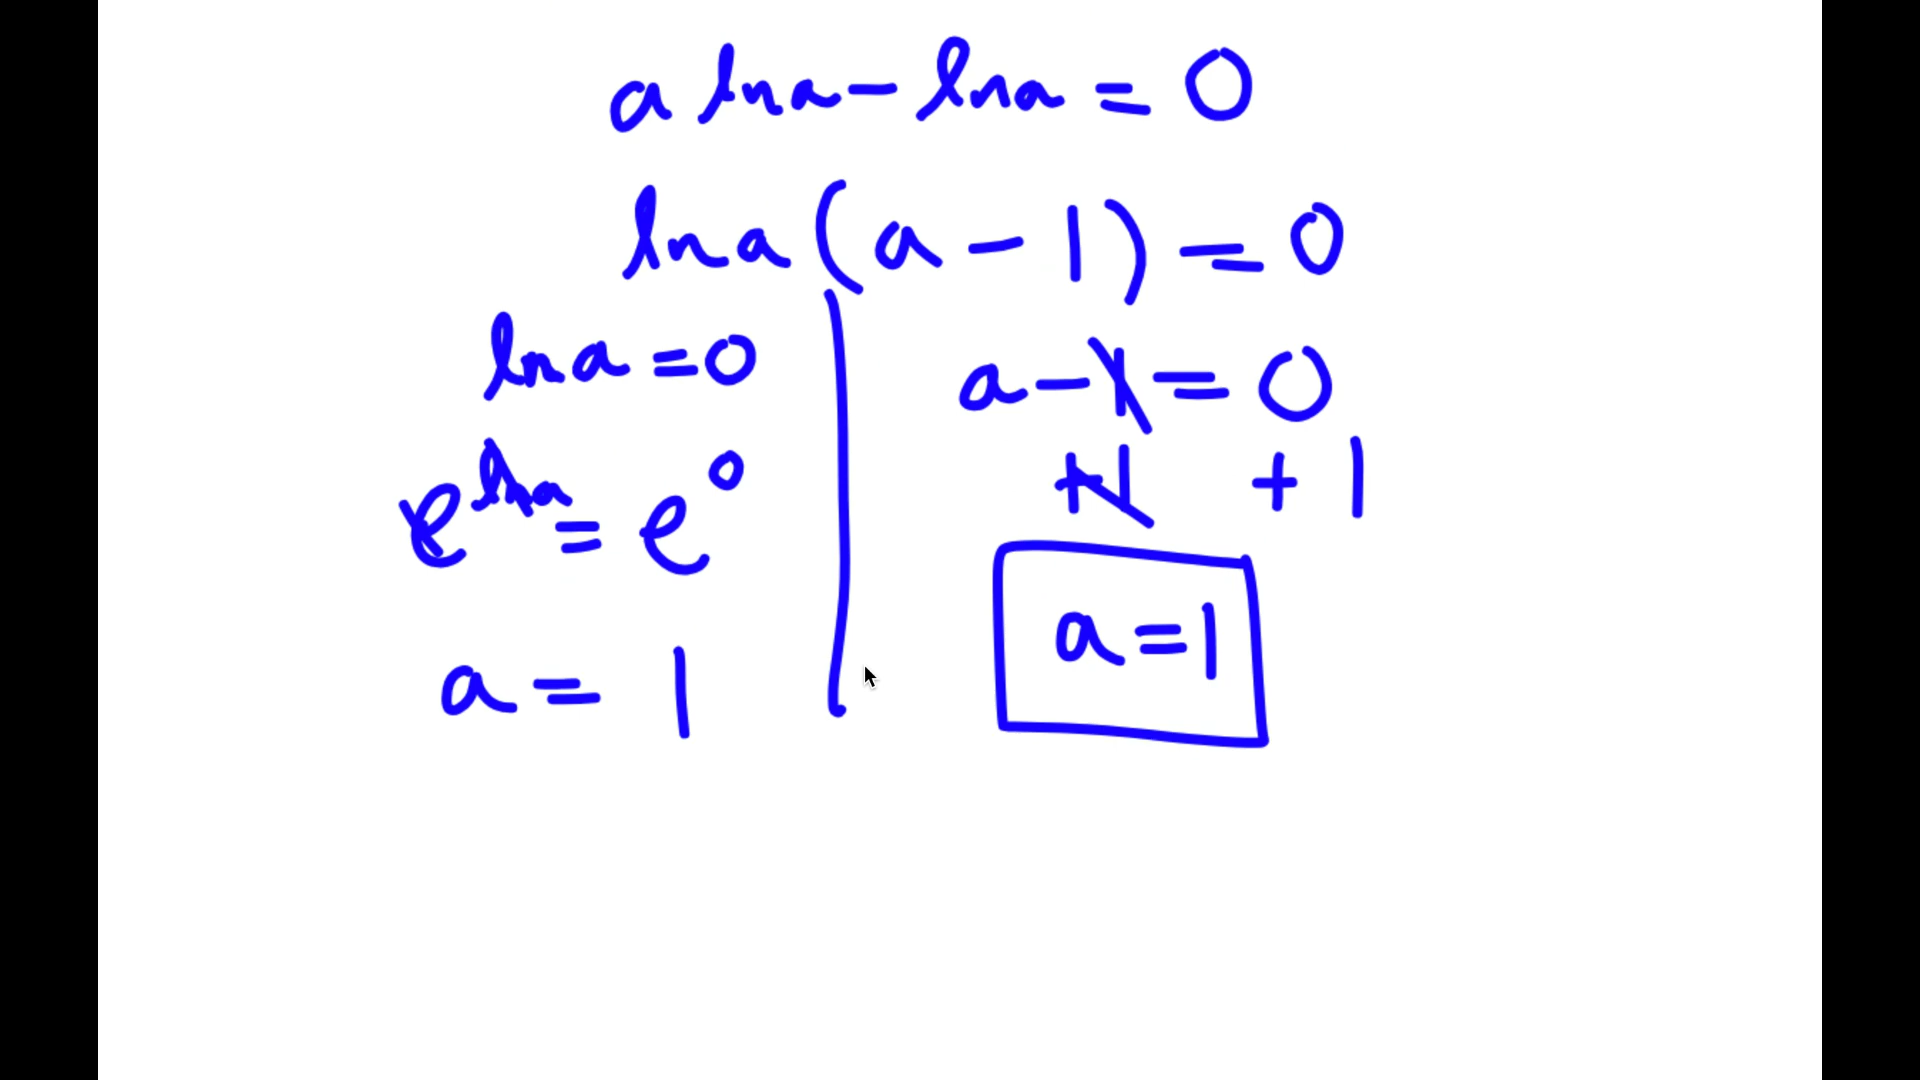 a ln a - ln a = 0
ln a (a - 1) = 0
ln a = 0
e^ln a = e^0
a = 1
a - 1 = 0
+1 + 1
a = 1